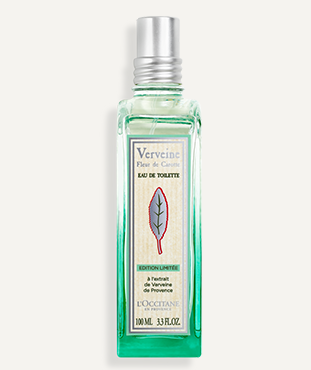 Verveine
Fleur de Carotte
EAU DE TOILETTE
EDITION LIMITÉE
à l'extrait
de Verveine
de Provence
L'OCCITANE
EN PROVENCE
100 ML 3.3 FL.OZ.